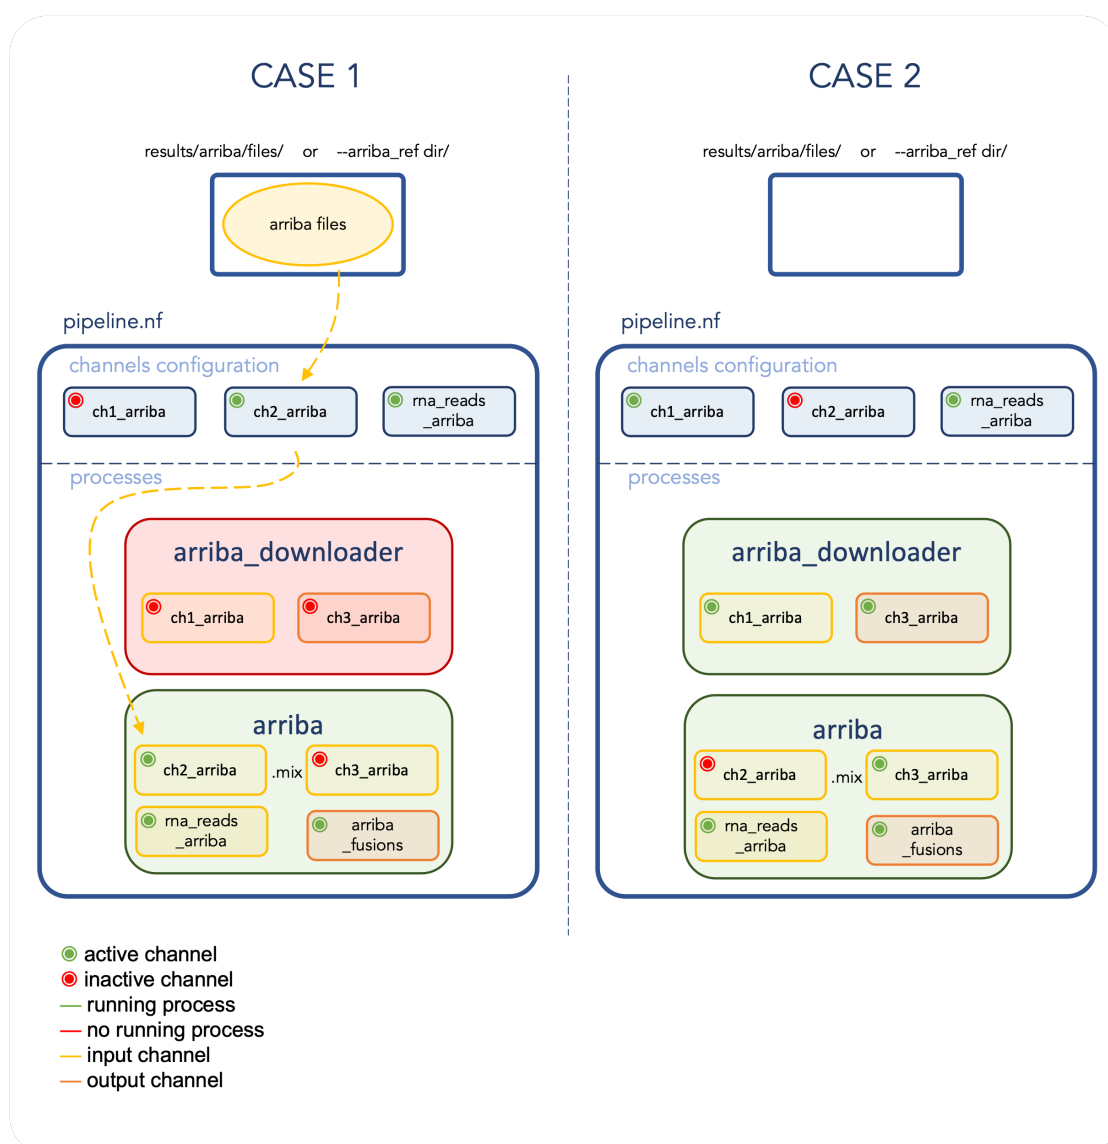 CASE 1
results/arriba/files/ or --arriba_ref dir/
arriba files
pipeline.nf
channels configuration
ch1_arriba
ch2_arriba
rna_reads
_arriba
processes
arriba_downloader
ch1_arriba
ch3_arriba
arriba
ch2_arriba
.mix
ch3_arriba
rna_reads
_arriba
arriba
_fusions
CASE 2
results/arriba/files/ or --arriba_ref dir/
pipeline.nf
channels configuration
ch1_arriba
ch2_arriba
rna_reads
_arriba
processes
arriba_downloader
ch1_arriba
ch3_arriba
arriba
ch2_arriba
.mix
ch3_arriba
rna_reads
_arriba
arriba
_fusions
active channel
inactive channel
running process
no running process
input channel
output channel